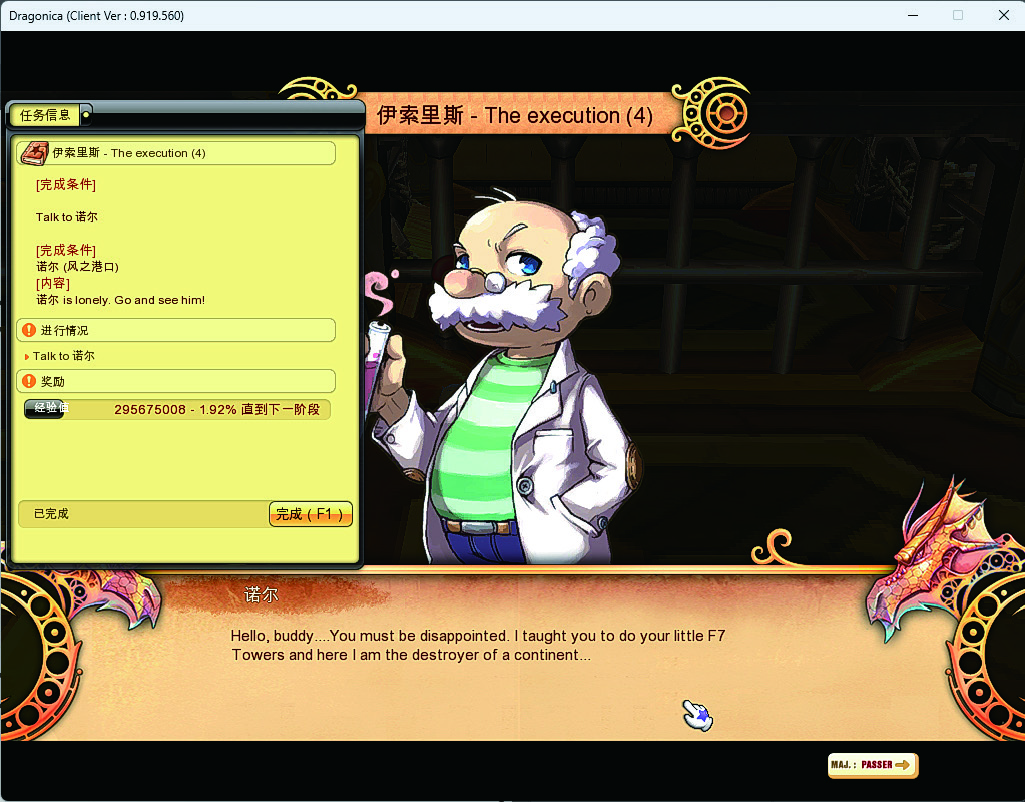 Dragonica (Client Ver : 0.919.560)
伊索里斯 - The execution (4)
任务信息
伊索里斯 - The execution (4)
[完成条件]
Talk to 诺尔
[完成条件]
诺尔 (风之港口)
[内容]
诺尔 is lonely. Go and see him!
进行情况
Talk to 诺尔
奖励
经验值 295675008 - 1.92% 直到下一阶段
已完成 完成 ( F1 )
诺尔
Hello, buddy....You must be disappointed. I taught you to do your little F7
Towers and here I am the destroyer of a continent...
MAJ. : PASSER